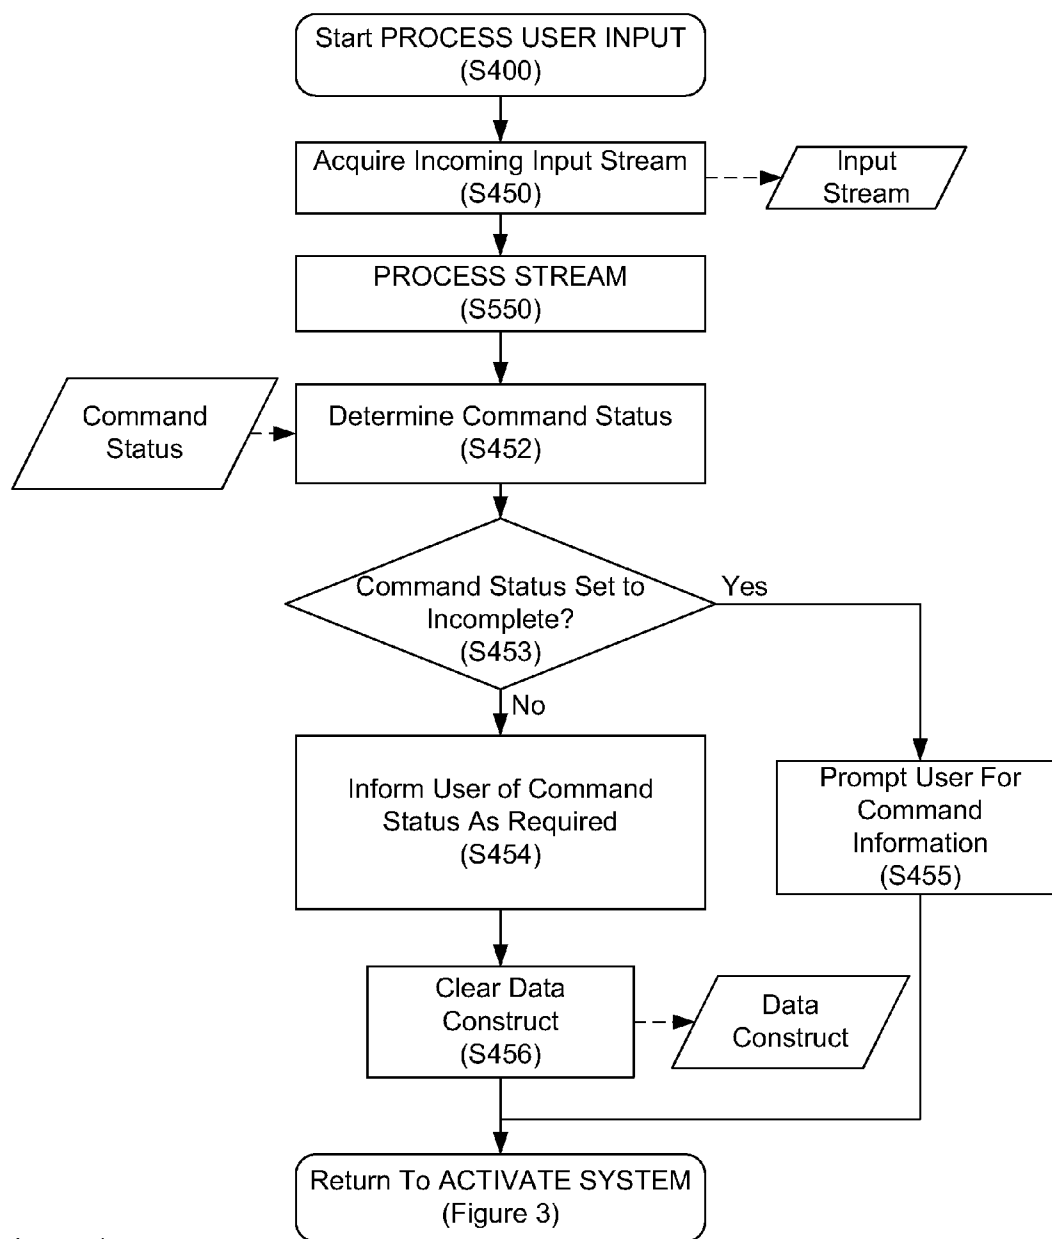 Start PROCESS USER INPUT
(S400)
Acquire Incoming Input Stream
(S450)
Input
Stream
PROCESS STREAM
(S550)
Command
Status
Determine Command Status
(S452)
Command Status Set to
Incomplete?
(S453)
Yes
No
Inform User of Command
Status As Required
(S454)
Prompt User For
Command
Information
(S455)
Clear Data
Construct
(S456)
Data
Construct
Return To ACTIVATE SYSTEM
(Figure 3)